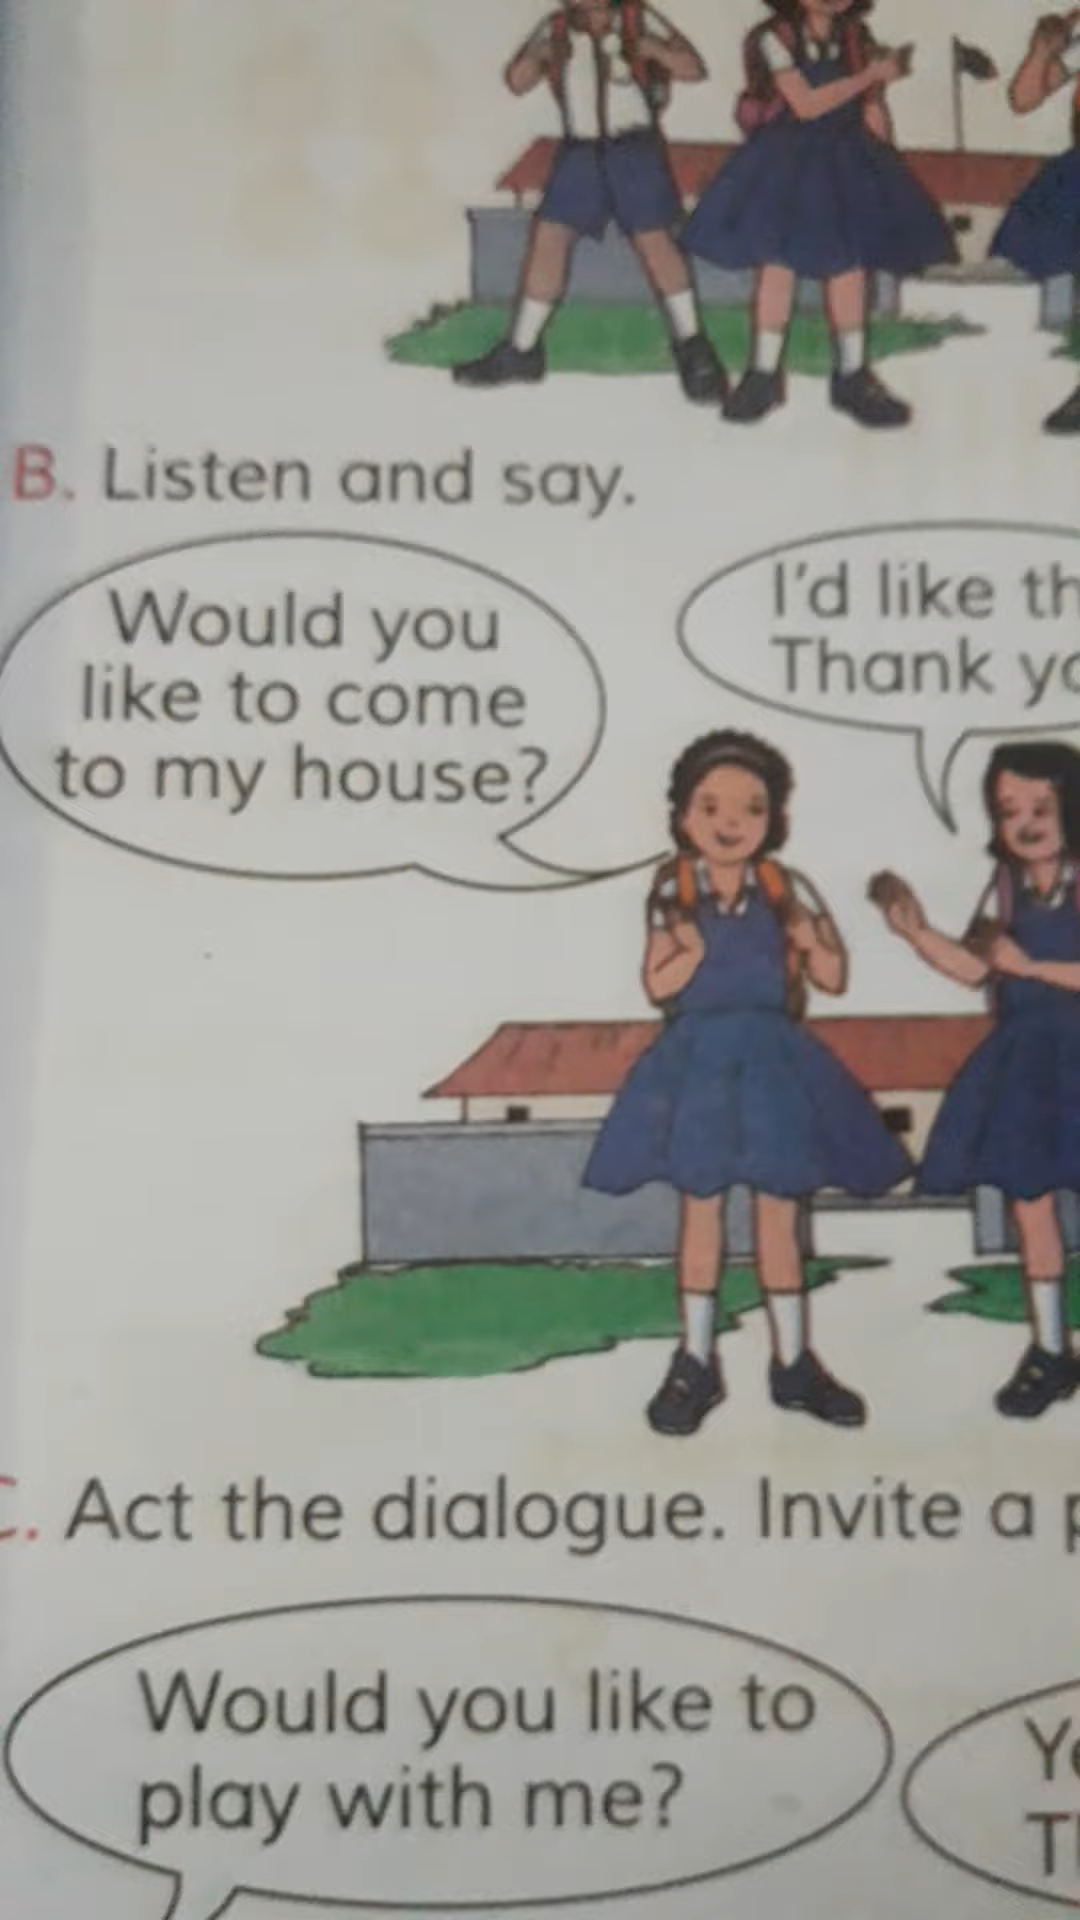 B. Listen and say.
Would you
like to come
to my house?
I'd like
Thank
C. Act the dialogue. Invite a
Would you like to
play with me?